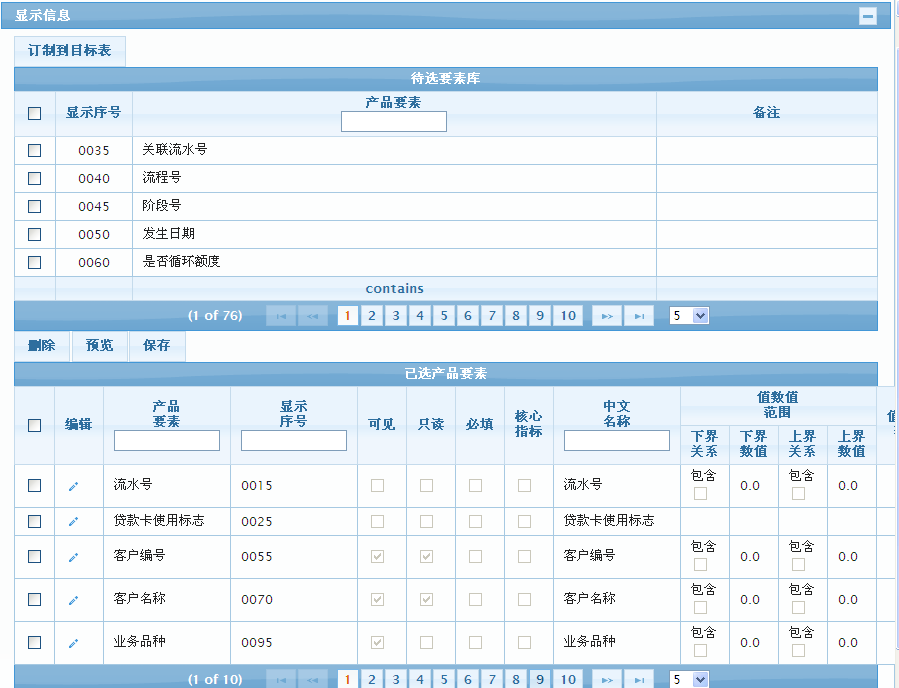 显示信息
订制到目标表
待选要素库
显示序号 产品要素 备注
0035 关联流水号
0040 流程号
0045 阶段号
0050 发生日期
0060 是否循环额度
contains
(1 of 76) 1 2 3 4 5 6 7 8 9 10 5
删除 预览 保存
已选产品要素
编辑 产品要素 显示序号 可见 只读 必填 核心指标 中文名称 值数值范围
下界关系 下界数值 上界关系 上界数值
流水号 0015 流水号 包含 0.0 包含 0.0
贷款卡使用标志 0025 贷款卡使用标志
客户编号 0055 客户编号 包含 0.0 包含 0.0
客户名称 0070 客户名称 包含 0.0 包含 0.0
业务品种 0095 业务品种 包含 0.0 包含 0.0
(1 of 10) 1 2 3 4 5 6 7 8 9 10 5